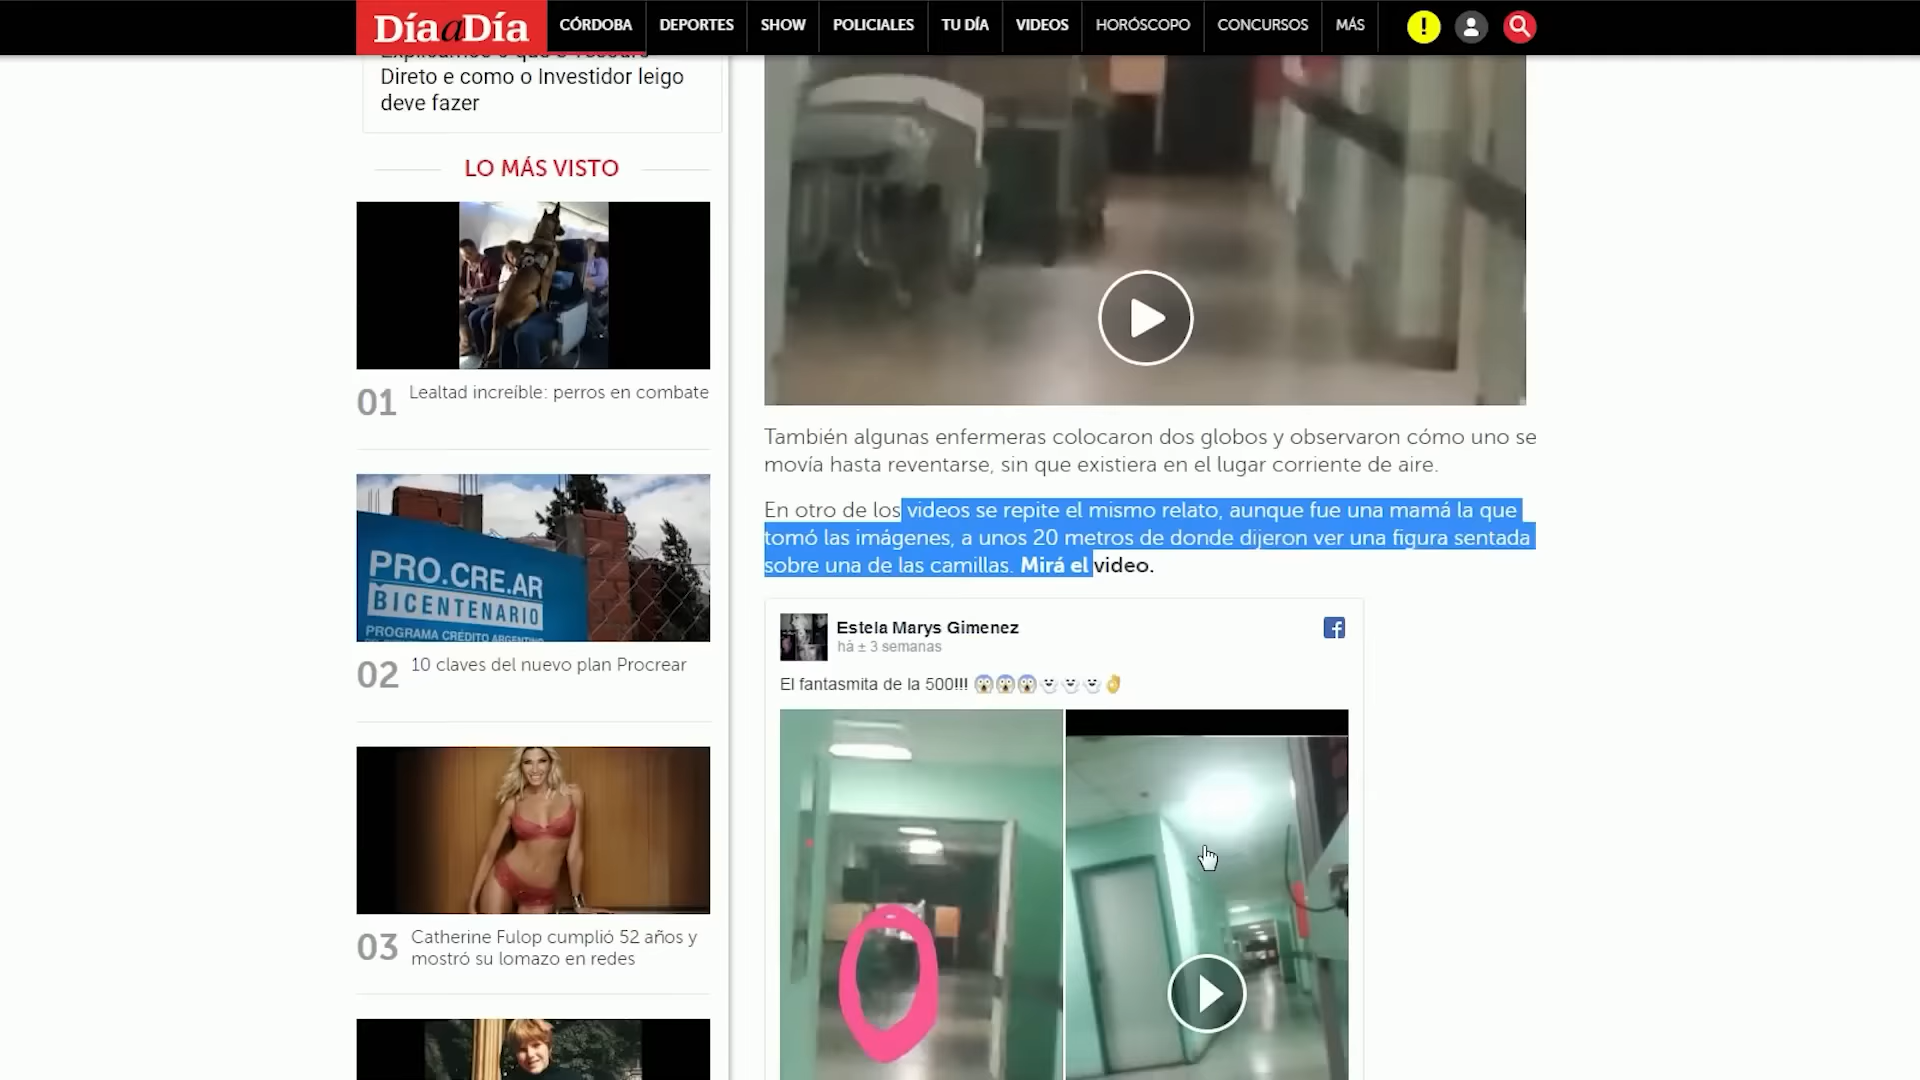 DíaaDía
CÓRDOBA
DEPORTES
SHOW
POLICIALES
TU DÍA
VIDEOS
HORÓSCOPO
CONCURSOS
MÁS
Direto e como o Investidor leigo
deve fazer
LO MÁS VISTO
01 Lealtad increíble: perros en combate
PRO.CRE.AR
BICENTENARIO
PROGRAMA CRÉDITO ARGENTINO
02 10 claves del nuevo plan Procrear
03 Catherine Fulop cumplió 52 años y
mostró su lomazo en redes
También algunas enfermeras colocaron dos globos y observaron cómo uno se
movía hasta reventarse, sin que existiera en el lugar corriente de aire.
En otro de los videos se repite el mismo relato, aunque fue una mamá la que
tomó las imágenes, a unos 20 metros de donde dijeron ver una figura sentada
sobre una de las camillas. Mirá el video.
Estela Marys Gimenez
há ± 3 semanas
El fantasmita de la 500!!! 😱😱😱👻👻👻👌